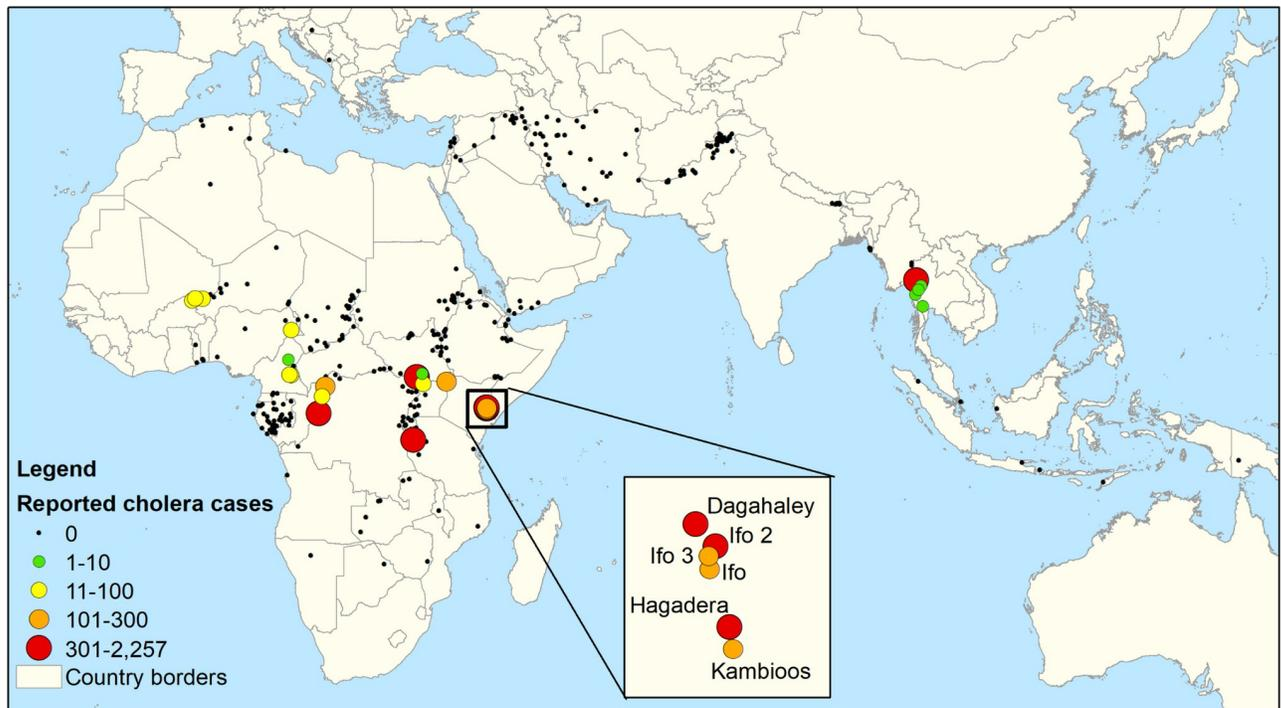 Legend
Reported cholera cases
0
1-10
11-100
101-300
301-2,257
Country borders
Dagahaley
Ifo 2
Ifo 3
Ifo
Hagadera
Kambioos